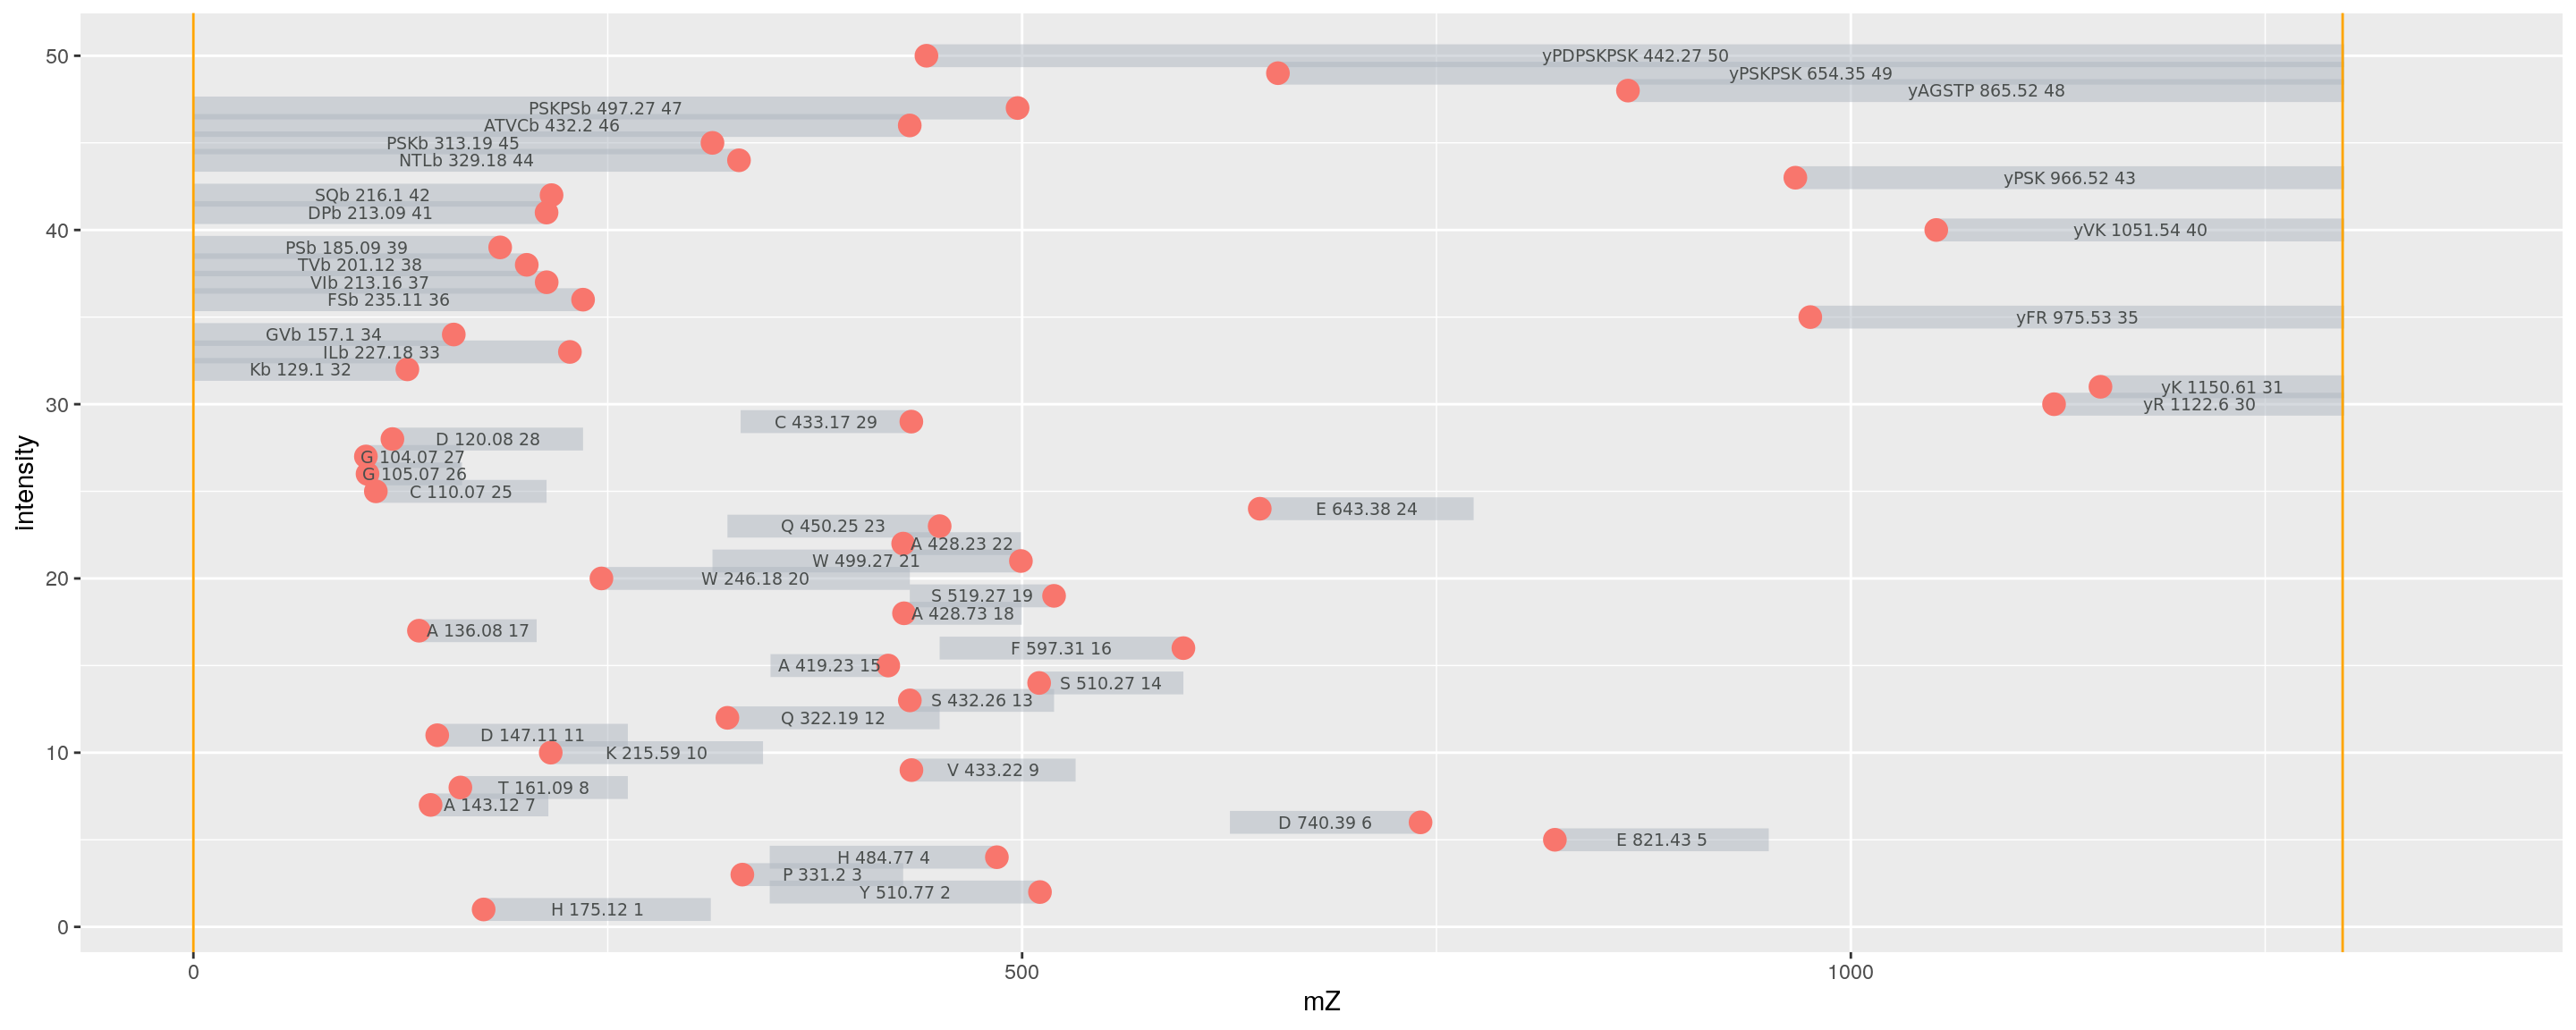 50
40
30
20
10
0
intensity
yPDPSKPSK 442.27 50
yPSKPSK 654.35 49
yAGSTP 865.52 48
PSKPSb 497.27 47
ATVCb 432.2 46
PSKb 313.19 45
NTLb 329.18 44
yPSK 966.52 43
SQb 216.1 42
DPb 213.09 41
yVK 1051.54 40
PSb 185.09 39
TVb 201.12 38
VIb 213.16 37
FSb 235.11 36
yFR 975.53 35
GVb 157.1 34
ILb 227.18 33
Kb 129.1 32
yK 1150.61 31
yR 1122.6 30
C 433.17 29
D 120.08 28
G 104.07 27
G 105.07 26
C 110.07 25
E 643.38 24
Q 450.25 23
A 428.23 22
W 499.27 21
W 246.18 20
S 519.27 19
A 428.73 18
A 136.08 17
F 597.31 16
A 419.23 15
S 510.27 14
S 432.26 13
Q 322.19 12
D 147.11 11
K 215.59 10
V 433.22 9
T 161.09 8
A 143.12 7
D 740.39 6
E 821.43 5
H 484.77 4
P 331.2 3
Y 510.77 2
H 175.12 1
0 500 1000
mZ